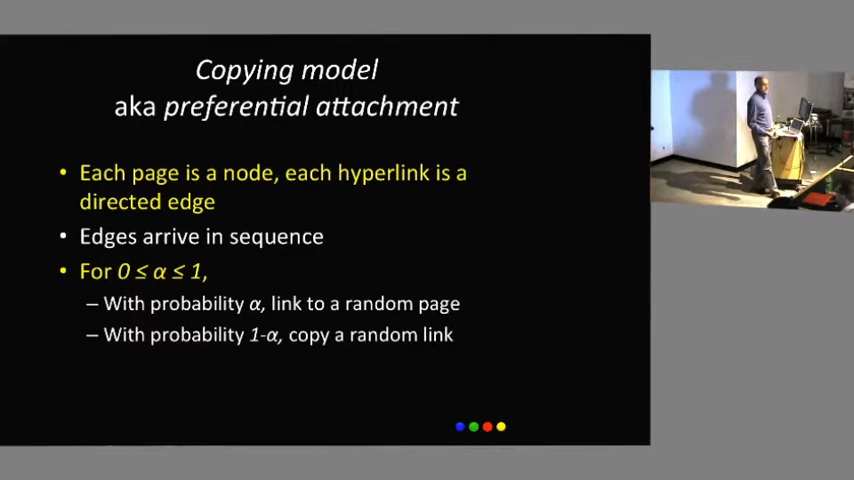 Copying model
aka preferential attachment
• Each page is a node, each hyperlink is a
directed edge
• Edges arrive in sequence
• For 0 ≤ α ≤ 1,
– With probability α, link to a random page
– With probability 1-α, copy a random link